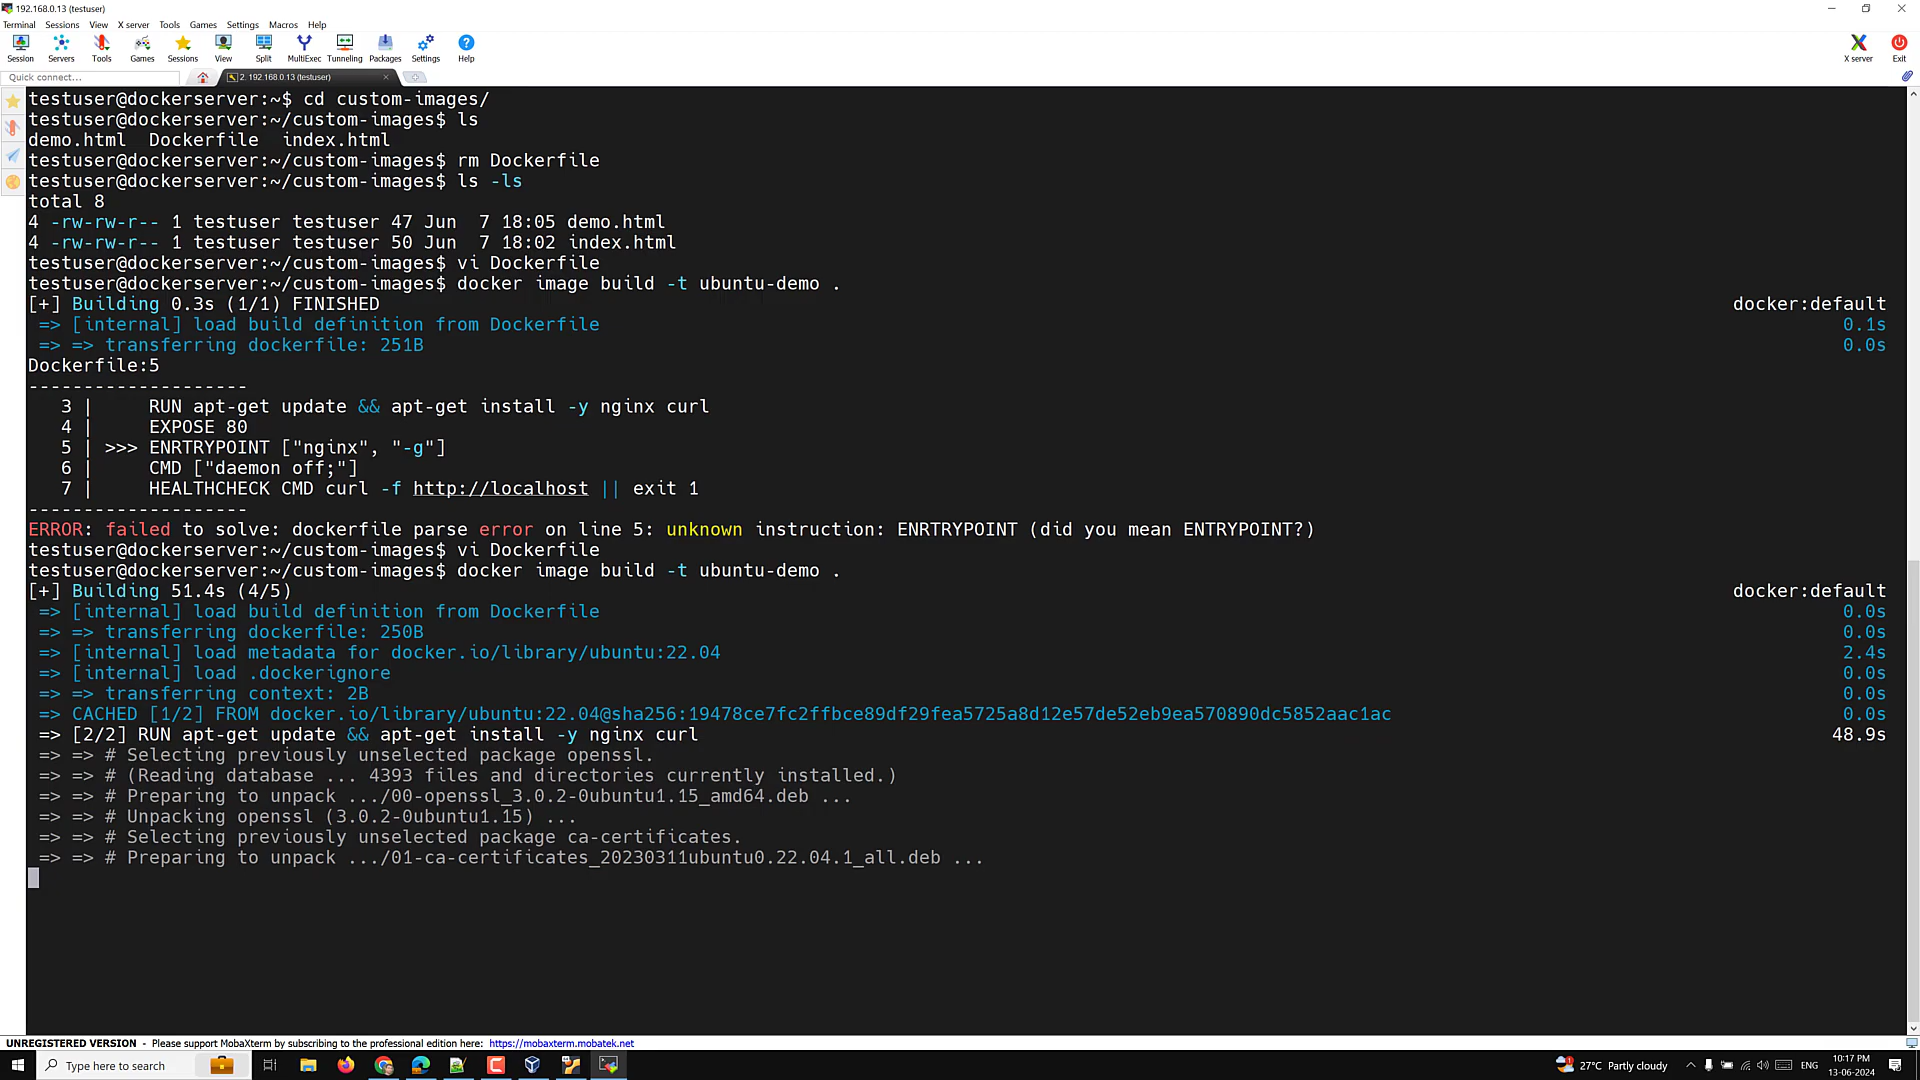 192.168.0.13 (testuser)
Terminal Sessions View X server Tools Games Settings Macros Help
Session Servers Tools Games Sessions View Split MultiExec Tunneling Packages Settings Help X server Exit
Quick connect...
2. 192.168.0.13 (testuser)
testuser@dockerserver:~$ cd custom-images/
testuser@dockerserver:~/custom-images$ ls
demo.html  Dockerfile  index.html
testuser@dockerserver:~/custom-images$ rm Dockerfile
testuser@dockerserver:~/custom-images$ ls -ls
total 8
4 -rw-rw-r-- 1 testuser testuser 47 Jun  7 18:05 demo.html
4 -rw-rw-r-- 1 testuser testuser 50 Jun  7 18:02 index.html
testuser@dockerserver:~/custom-images$ vi Dockerfile
testuser@dockerserver:~/custom-images$ docker image build -t ubuntu-demo .
[+] Building 0.3s (1/1) FINISHED docker:default
=> [internal] load build definition from Dockerfile 0.1s
=> => transferring dockerfile: 251B 0.0s
Dockerfile:5
--------------------
3 |     RUN apt-get update && apt-get install -y nginx curl
4 |     EXPOSE 80
5 | >>> ENRTRYPOINT ["nginx", "-g"]
6 |     CMD ["daemon off;"]
7 |     HEALTHCHECK CMD curl -f http://localhost || exit 1
--------------------
ERROR: failed to solve: dockerfile parse error on line 5: unknown instruction: ENRTRYPOINT (did you mean ENTRYPOINT?)
testuser@dockerserver:~/custom-images$ vi Dockerfile
testuser@dockerserver:~/custom-images$ docker image build -t ubuntu-demo .
[+] Building 51.4s (4/5) docker:default
=> [internal] load build definition from Dockerfile 0.0s
=> => transferring dockerfile: 250B 0.0s
=> [internal] load metadata for docker.io/library/ubuntu:22.04 2.4s
=> [internal] load .dockerignore 0.0s
=> => transferring context: 2B 0.0s
=> CACHED [1/2] FROM docker.io/library/ubuntu:22.04@sha256:19478ce7fc2ffbce89df29fea5725a8d12e57de52eb9ea570890dc5852aac1ac 0.0s
=> [2/2] RUN apt-get update && apt-get install -y nginx curl 48.9s
=> => # Selecting previously unselected package openssl.
=> => # (Reading database ... 4393 files and directories currently installed.)
=> => # Preparing to unpack .../00-openssl_3.0.2-0ubuntu1.15_amd64.deb ...
=> => # Unpacking openssl (3.0.2-0ubuntu1.15) ...
=> => # Selecting previously unselected package ca-certificates.
=> => # Preparing to unpack .../01-ca-certificates_20230311ubuntu0.22.04.1_all.deb ...
UNREGISTERED VERSION - Please support MobaXterm by subscribing to the professional edition here: https://mobaxterm.mobatek.net
Type here to search
27°C Partly cloudy ENG
10:17 PM
13-06-2024